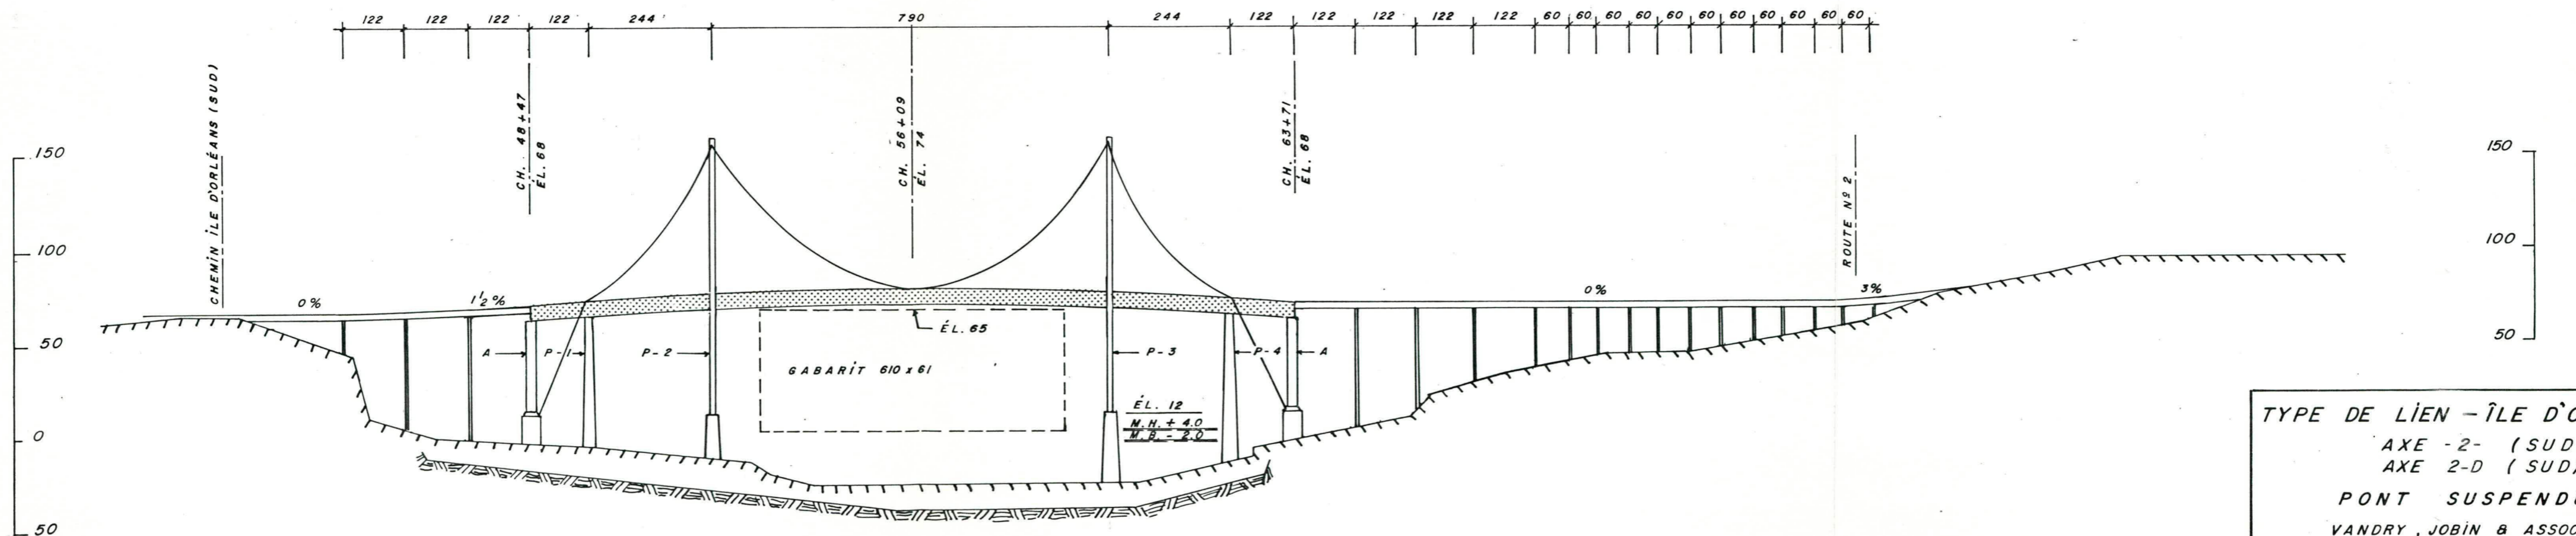 122 122 122 122 244 790 244 122 122 122 122 122 60 60 60 60 60 60 60 60 60 60 60
CHEMIN ÎLE D'ORLÉANS (SUD)
CH. 48+47
ÉL. 68
CH. 56+09
ÉL. 74
CH. 63+71
ÉL. 68
ROUTE Nº 2
150
100
50
0
50
150
100
50
0%
1½%
0%
3%
ÉL. 65
A P-1 P-2 P-3 P-4 A
GABARIT 610 x 61
ÉL. 12
M.H. + 4.0
M.B. - 2.0
TYPE DE LIEN - ÎLE D'O
AXE -2- (SUD
AXE 2-D (SUD
PONT SUSPEND
VANDRY, JOBIN & ASSOC